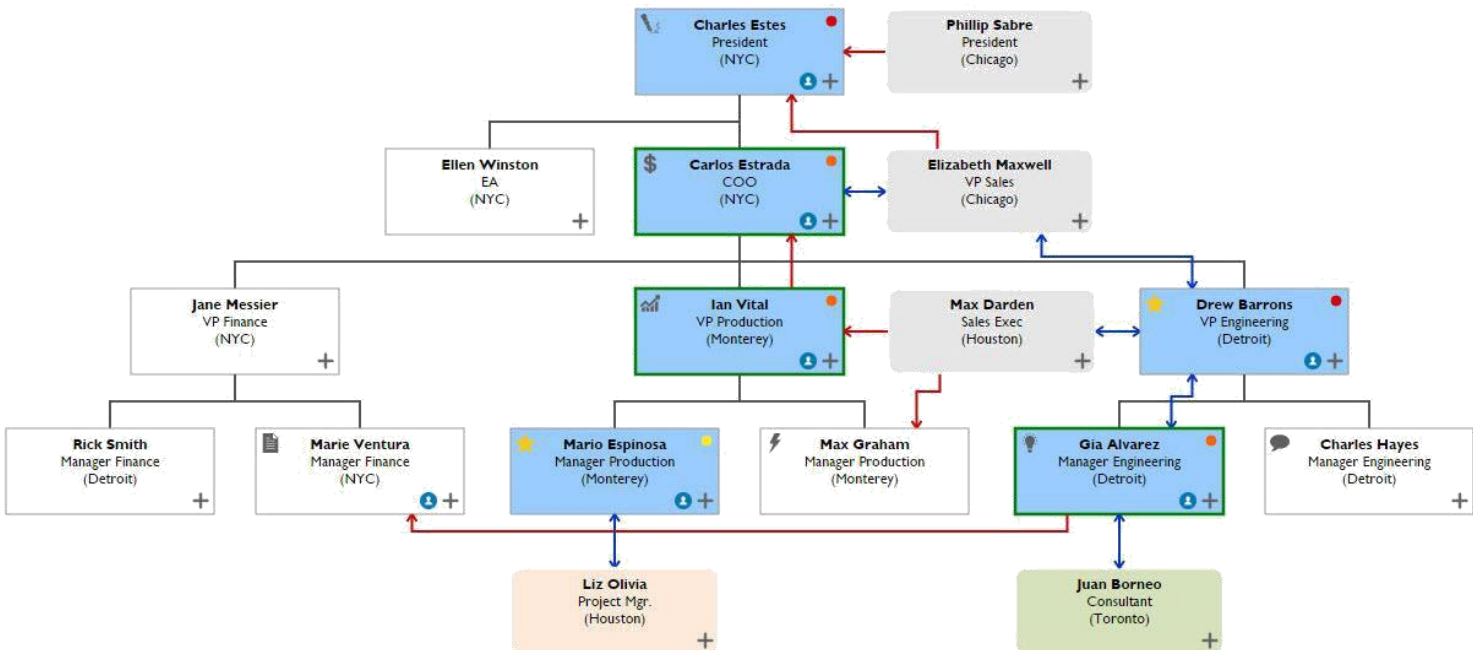 Charles Estes
President
(NYC)
Phillip Sabre
President
(Chicago)
Ellen Winston
EA
(NYC)
$
Carlos Estrada
COO
(NYC)
Elizabeth Maxwell
VP Sales
(Chicago)
Jane Messier
VP Finance
(NYC)
Ian Vital
VP Production
(Monterey)
Max Darden
Sales Exec
(Houston)
Drew Barrons
VP Engineering
(Detroit)
Rick Smith
Manager Finance
(Detroit)
Marie Ventura
Manager Finance
(NYC)
Mario Espinosa
Manager Production
(Monterey)
Max Graham
Manager Production
(Monterey)
Gia Alvarez
Manager Engineering
(Detroit)
Charles Hayes
Manager Engineering
(Detroit)
Liz Olivia
Project Mgr.
(Houston)
Juan Borneo
Consultant
(Toronto)